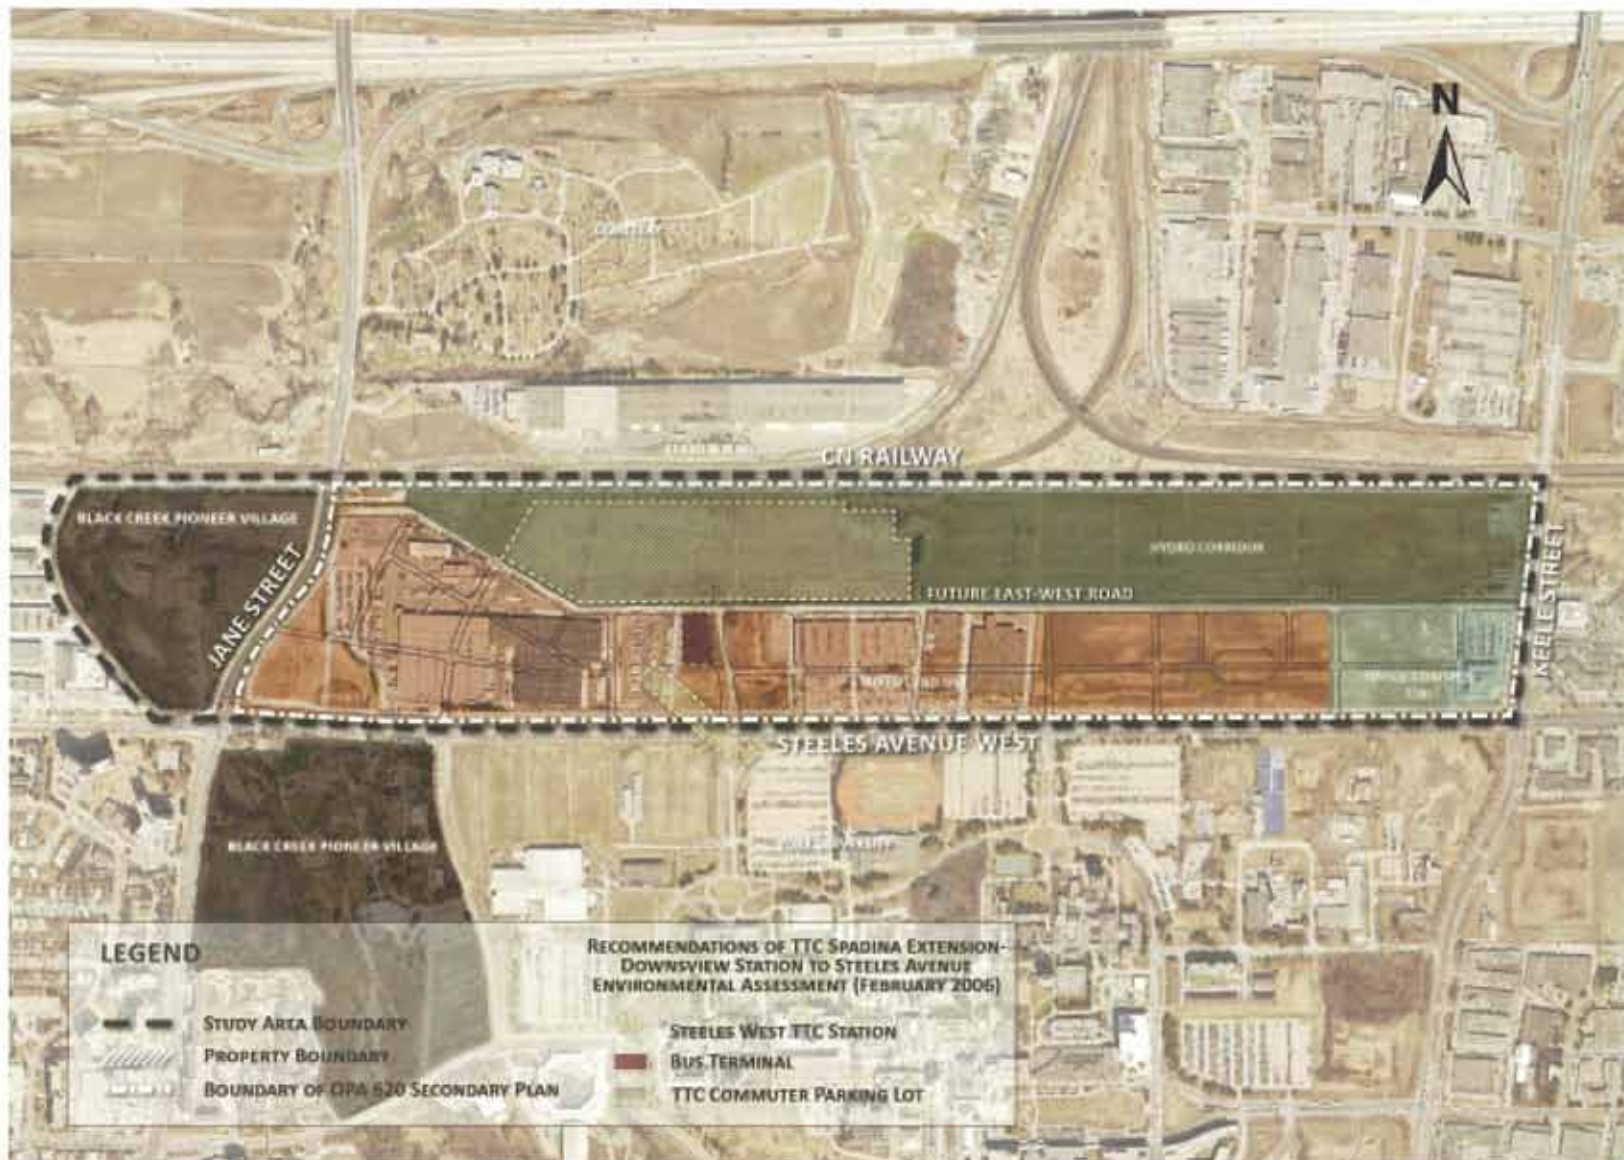 N
CEMETERY
CN RAILWAY
BLACK CREEK PIONEER VILLAGE
JANE STREET
HYDRO CORRIDOR
FUTURE EAST-WEST ROAD
KEELE STREET
STEELES AVENUE WEST
BLACK CREEK PIONEER VILLAGE
YORK UNIVERSITY
LEGEND
STUDY AREA BOUNDARY
PROPERTY BOUNDARY
BOUNDARY OF OPA 620 SECONDARY PLAN
RECOMMENDATIONS OF TTC SPADINA EXTENSION-
DOWNSVIEW STATION TO STEELES AVENUE
ENVIRONMENTAL ASSESSMENT (FEBRUARY 2006)
STEELES WEST TTC STATION
BUS TERMINAL
TTC COMMUTER PARKING LOT